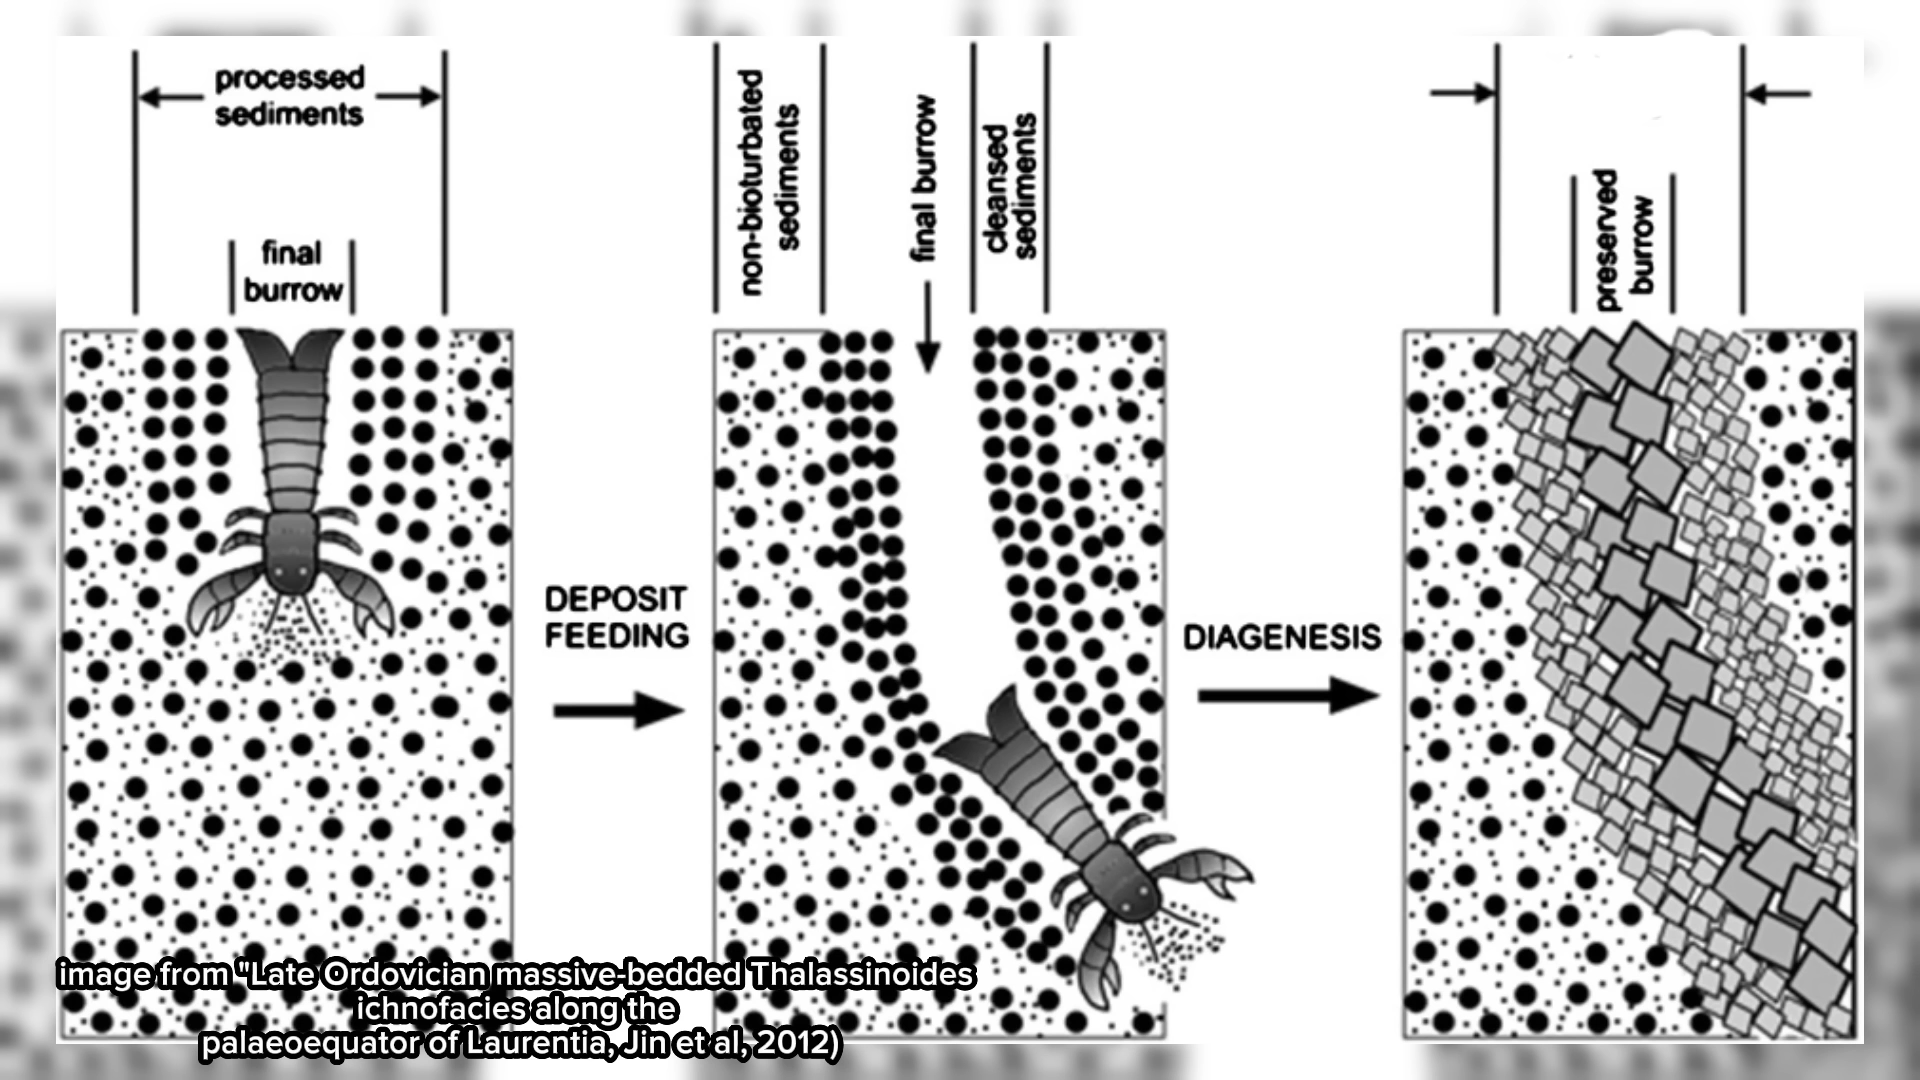 processed
sediments
final
burrow
DEPOSIT
FEEDING
non-bioturbated
sediments
final burrow
cleansed
sediments
DIAGENESIS
preserved
burrow
image from "Late Ordovician massive-bedded Thalassinoides
ichnofacies along the
palaeoequator of Laurentia, Jin et al, 2012)